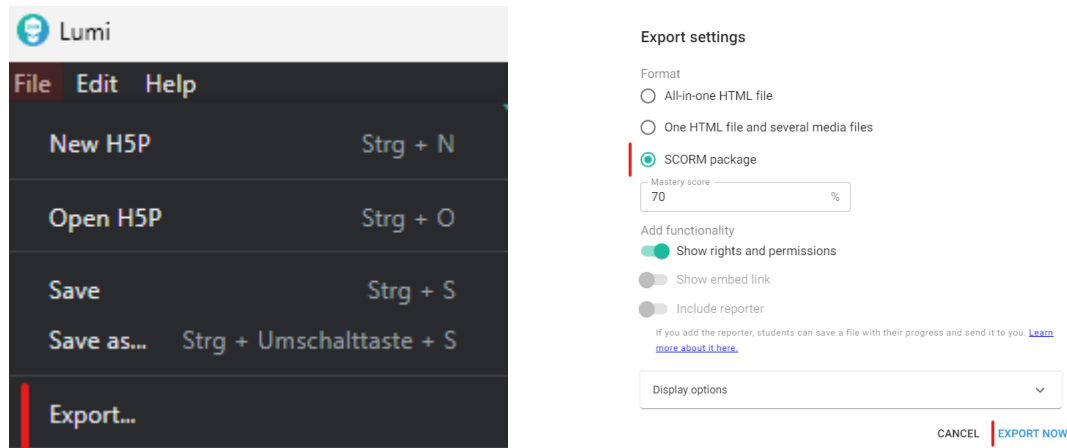 Lumi
File Edit Help
New H5P Strg + N
Open H5P Strg + O
Save Strg + S
Save as... Strg + Umschalttaste + S
Export...
Export settings
Format
All-in-one HTML file
One HTML file and several media files
SCORM package
Mastery score
70 %
Add functionality
Show rights and permissions
Show embed link
Include reporter
If you add the reporter, students can save a file with their progress and send it to you. Learn
more about it here.
Display options
CANCEL EXPORT NOW